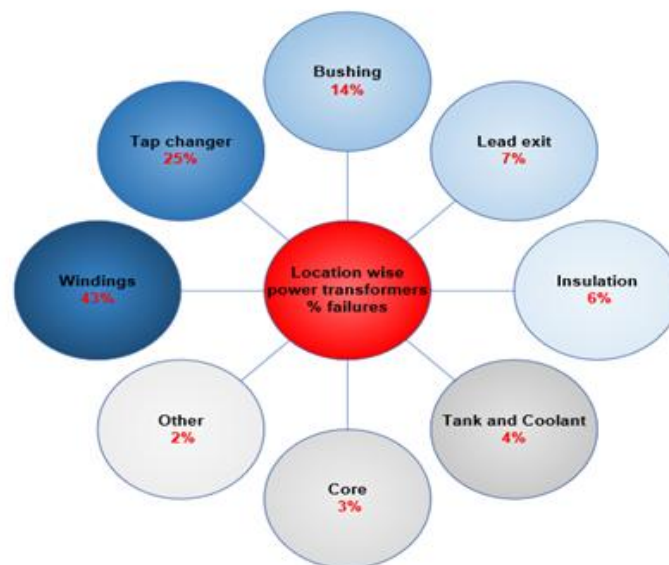 Bushing
14%
Tap changer
25%
Lead exit
7%
Windings
43%
Location wise
power transformers
% failures
Insulation
6%
Other
2%
Tank and Coolant
4%
Core
3%